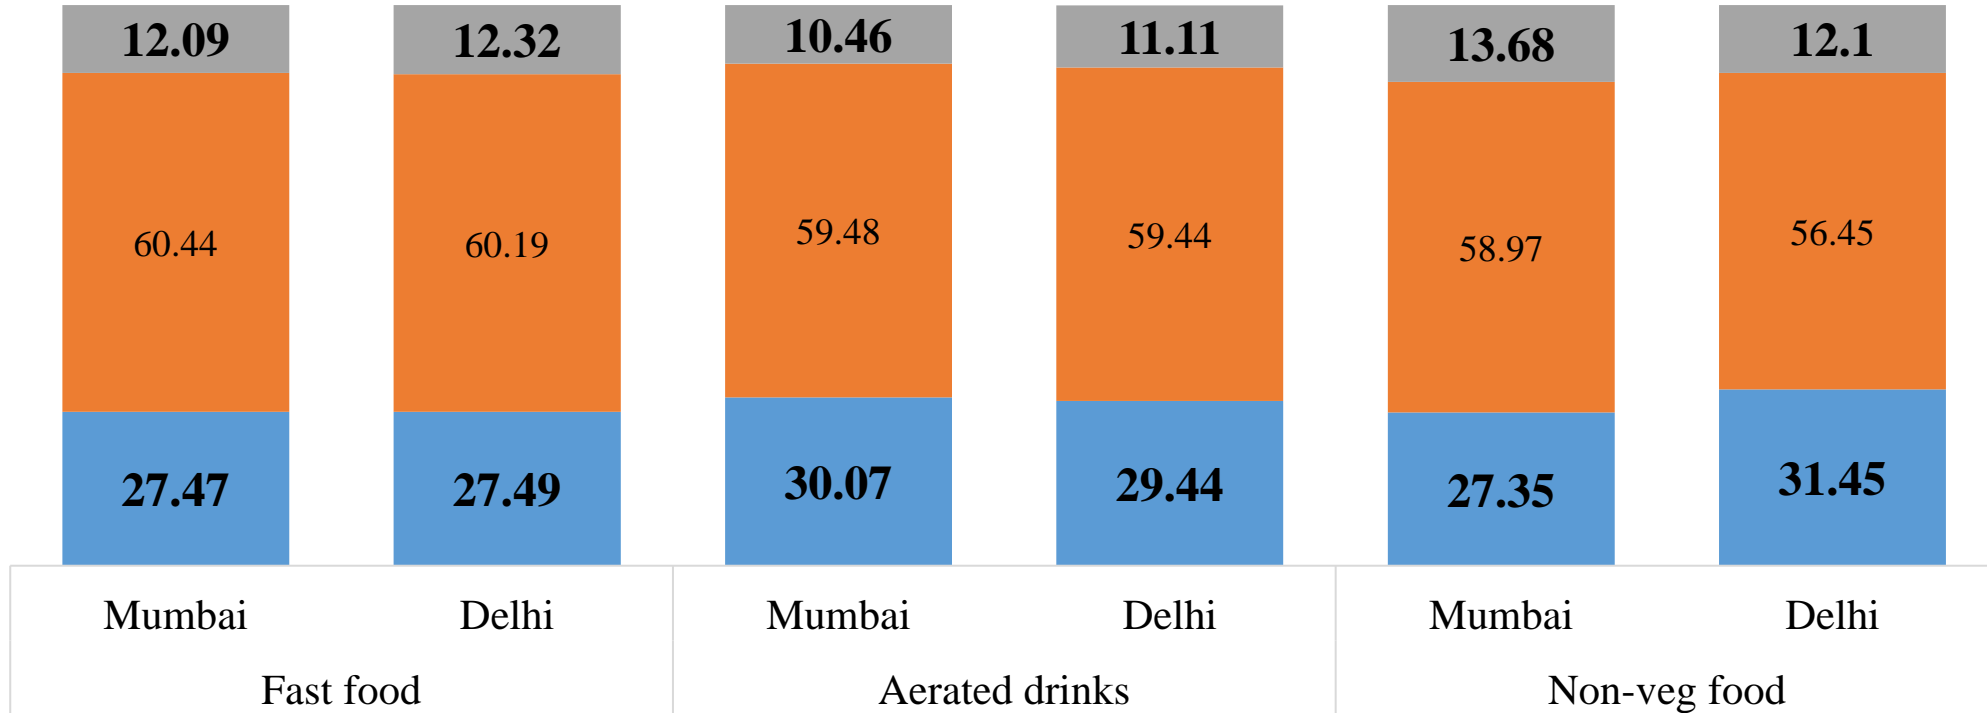 12.09 12.32 10.46 11.11 13.68 12.1
60.44 60.19 59.48 59.44 58.97 56.45
27.47 27.49 30.07 29.44 27.35 31.45
Mumbai Delhi Mumbai Delhi Mumbai Delhi
Fast food Aerated drinks Non-veg food